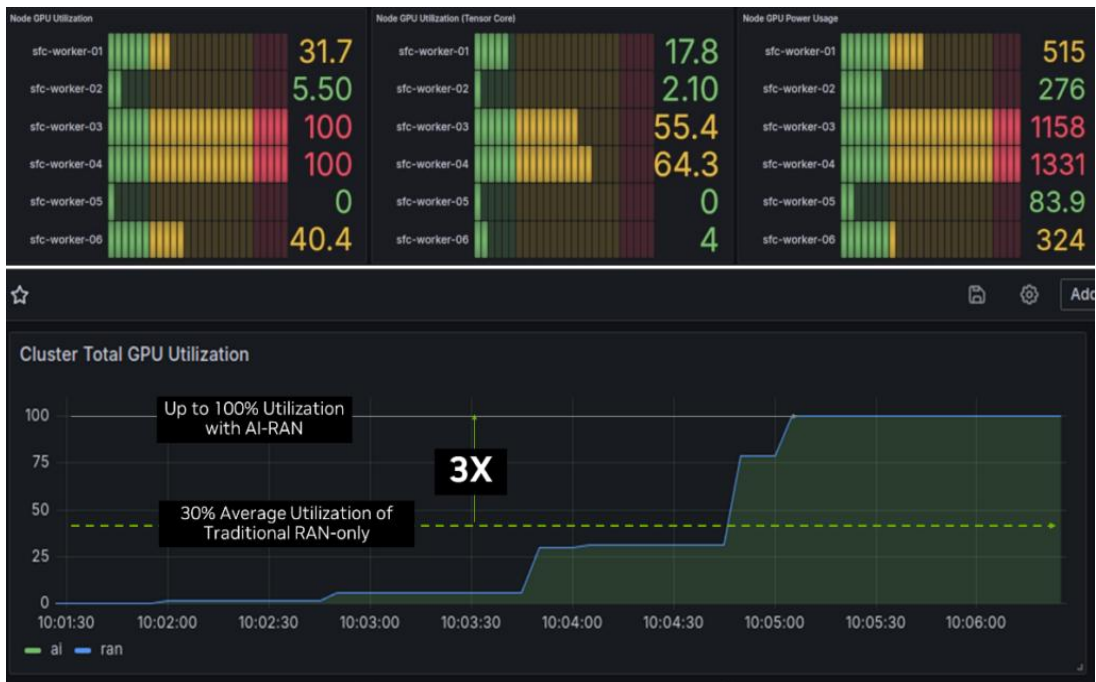 Node GPU Utilization
sfc-worker-01 31.7
sfc-worker-02 5.50
sfc-worker-03 100
sfc-worker-04 100
sfc-worker-05 0
sfc-worker-06 40.4
Node GPU Utilization (Tensor Core)
sfc-worker-01 17.8
sfc-worker-02 2.10
sfc-worker-03 55.4
sfc-worker-04 64.3
sfc-worker-05 0
sfc-worker-06 4
Node GPU Power Usage
sfc-worker-01 515
sfc-worker-02 276
sfc-worker-03 1158
sfc-worker-04 1331
sfc-worker-05 83.9
sfc-worker-06 324
Add
Cluster Total GPU Utilization
100
75
50
25
0
Up to 100% Utilization
with AI-RAN
3X
30% Average Utilization of
Traditional RAN-only
10:01:30 10:02:00 10:02:30 10:03:00 10:03:30 10:04:00 10:04:30 10:05:00 10:05:30 10:06:00
ai ran